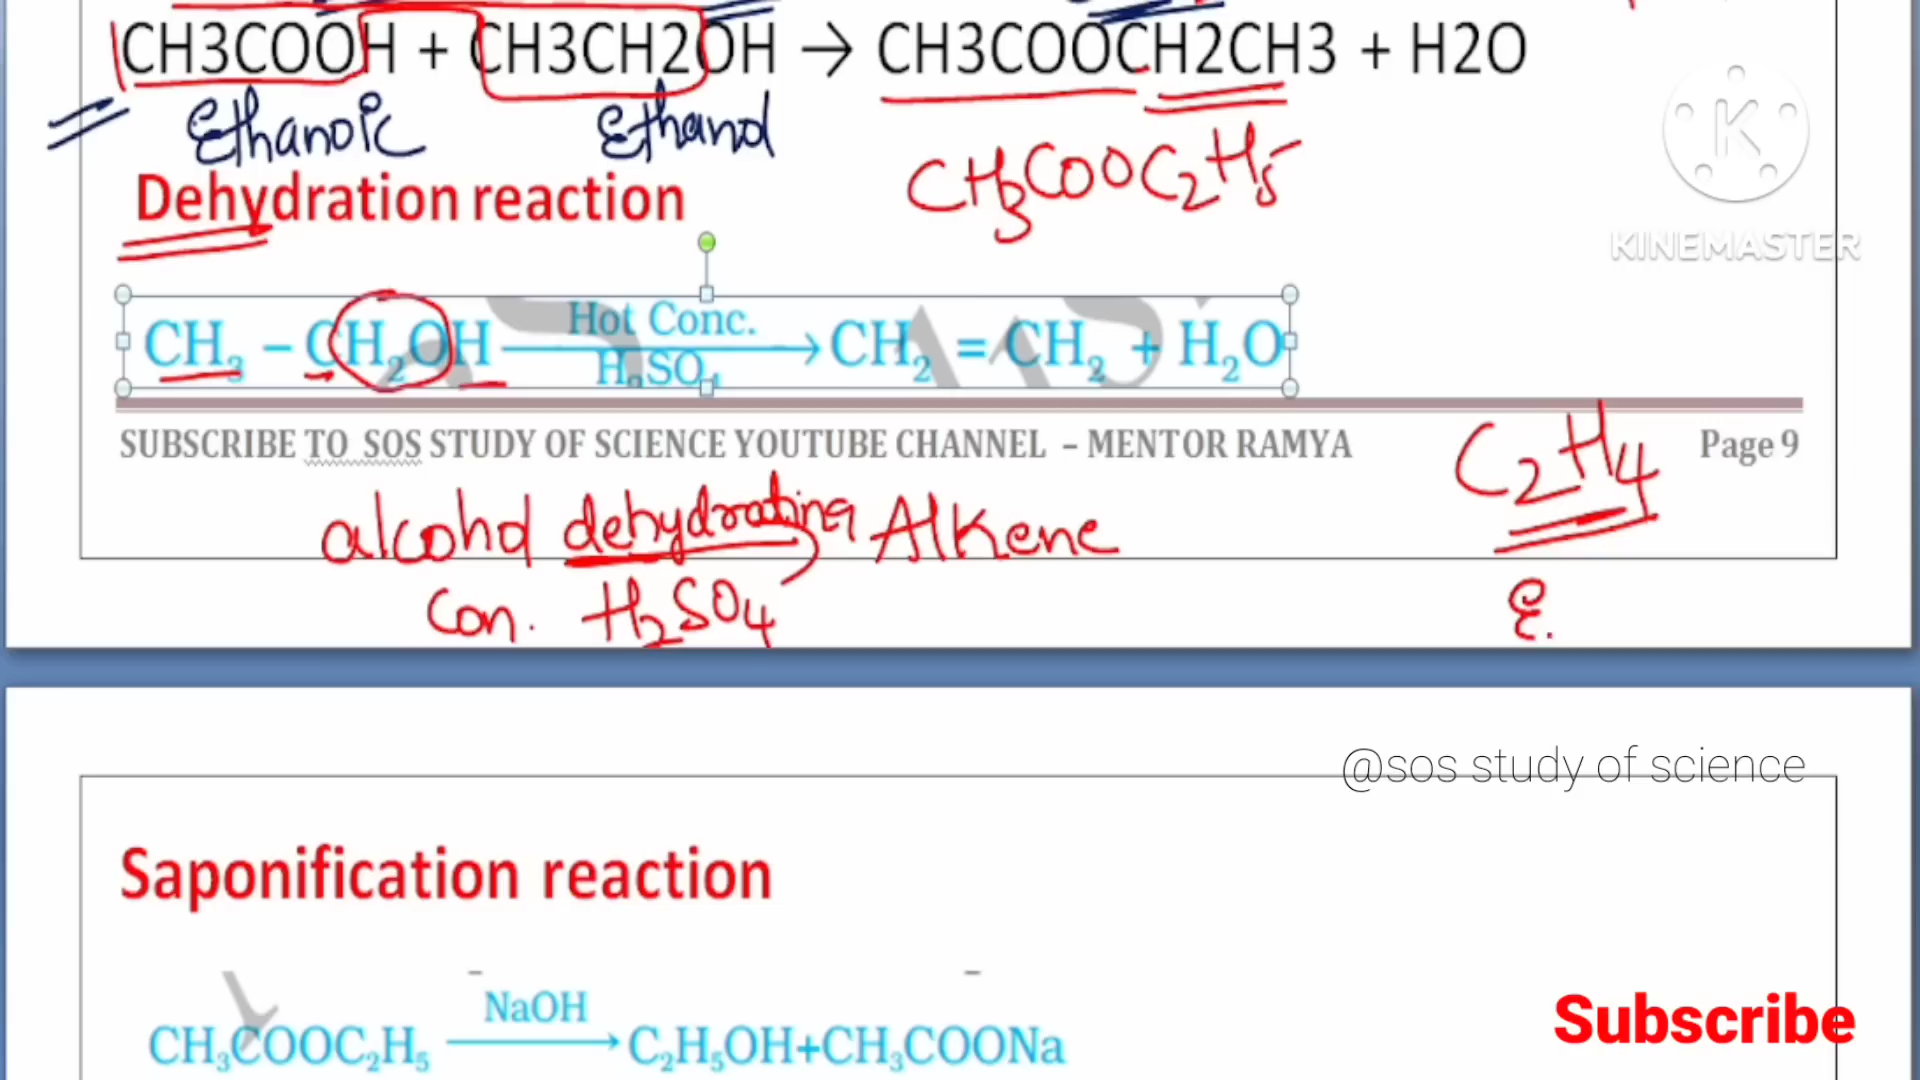 CH3COOH + CH3CH2OH → CH3COOCH2CH3 + H2O
Ethanoic Ethanol
CH3COOC2H5
Dehydration reaction
K
KINEMASTER
CH₃ – CH₂OH Hot Conc. H₂SO₄ → CH₂ = CH₂ + H₂O
SUBSCRIBE TO SOS STUDY OF SCIENCE YOUTUBE CHANNEL – MENTOR RAMYA Page 9
C2H4
alcohol dehydrating Alkene
Con. H2SO4
E.
@sos study of science
Saponification reaction
CH₃COOC₂H₅ NaOH → C₂H₅OH+CH₃COONa
Subscribe